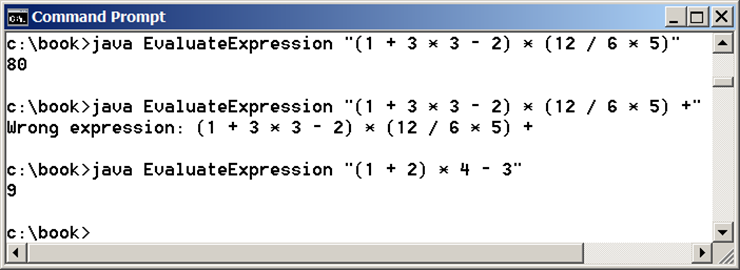 Command Prompt
c:\book>java EvaluateExpression "(1 + 3 * 3 - 2) * (12 / 6 * 5)"
80
c:\book>java EvaluateExpression "(1 + 3 * 3 - 2) * (12 / 6 * 5) +"
Wrong expression: (1 + 3 * 3 - 2) * (12 / 6 * 5) +
c:\book>java EvaluateExpression "(1 + 2) * 4 - 3"
9
c:\book>